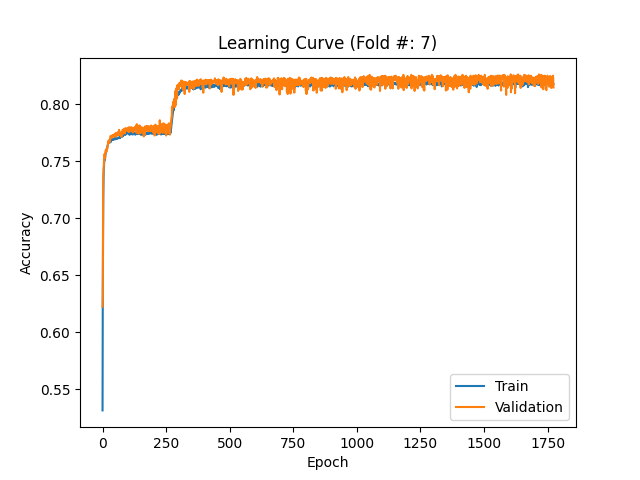 Learning Curve (Fold #: 7)
Accuracy
0.80
0.75
0.70
0.65
0.60
0.55
Train
Validation
0 250 500 750 1000 1250 1500 1750
Epoch